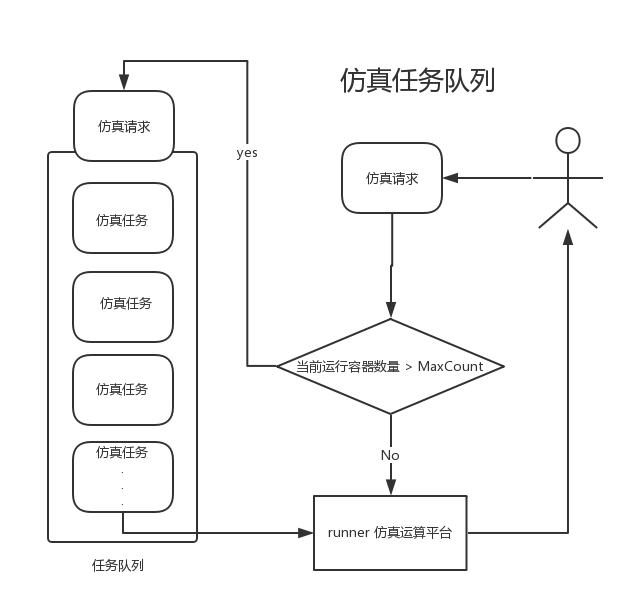 仿真任务队列
仿真请求
yes
仿真请求
仿真任务
仿真任务
当前运行容器数量 > MaxCount
仿真任务
仿真任务
.
.
.
No
runner 仿真运算平台
任务队列